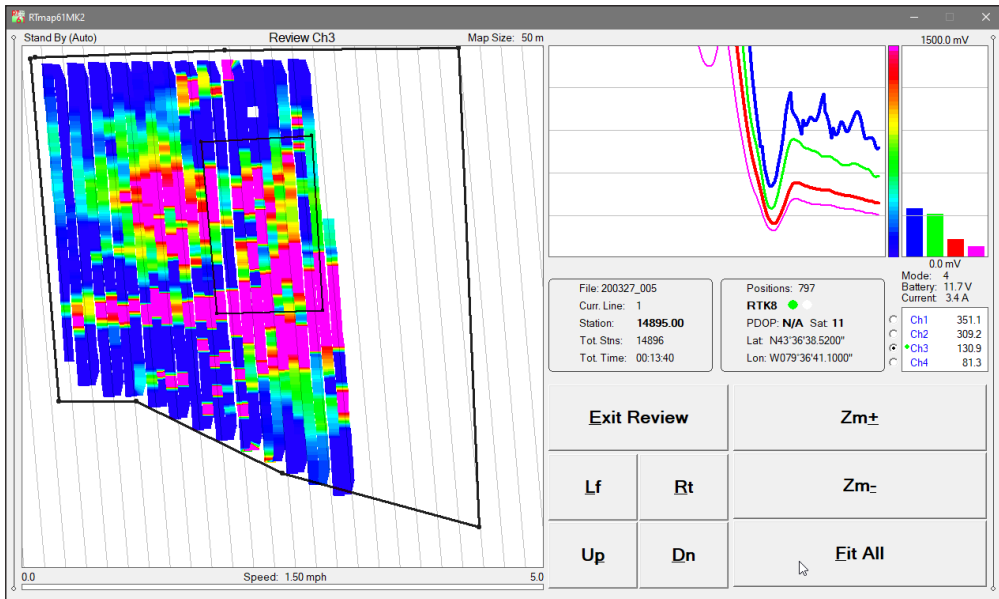 RTmap61MK2
Stand By (Auto) Review Ch3 Map Size: 50 m
1500.0 mV
0.0 mV
Mode: 4
Battery: 11.7 V
Current: 3.4 A
File: 200327_005
Curr. Line: 1
Station: 14895.00
Tot. Stns: 14896
Tot. Time: 00:13:40
Positions: 797
RTK8
PDOP: N/A Sat: 11
Lat: N43°36'38.5200"
Lon: W079°36'41.1000"
Ch1 351.1
Ch2 309.2
Ch3 130.9
Ch4 81.3
Exit Review
Zm+
Lf
Rt
Zm-
Up
Dn
Fit All
0.0 Speed: 1.50 mph 5.0